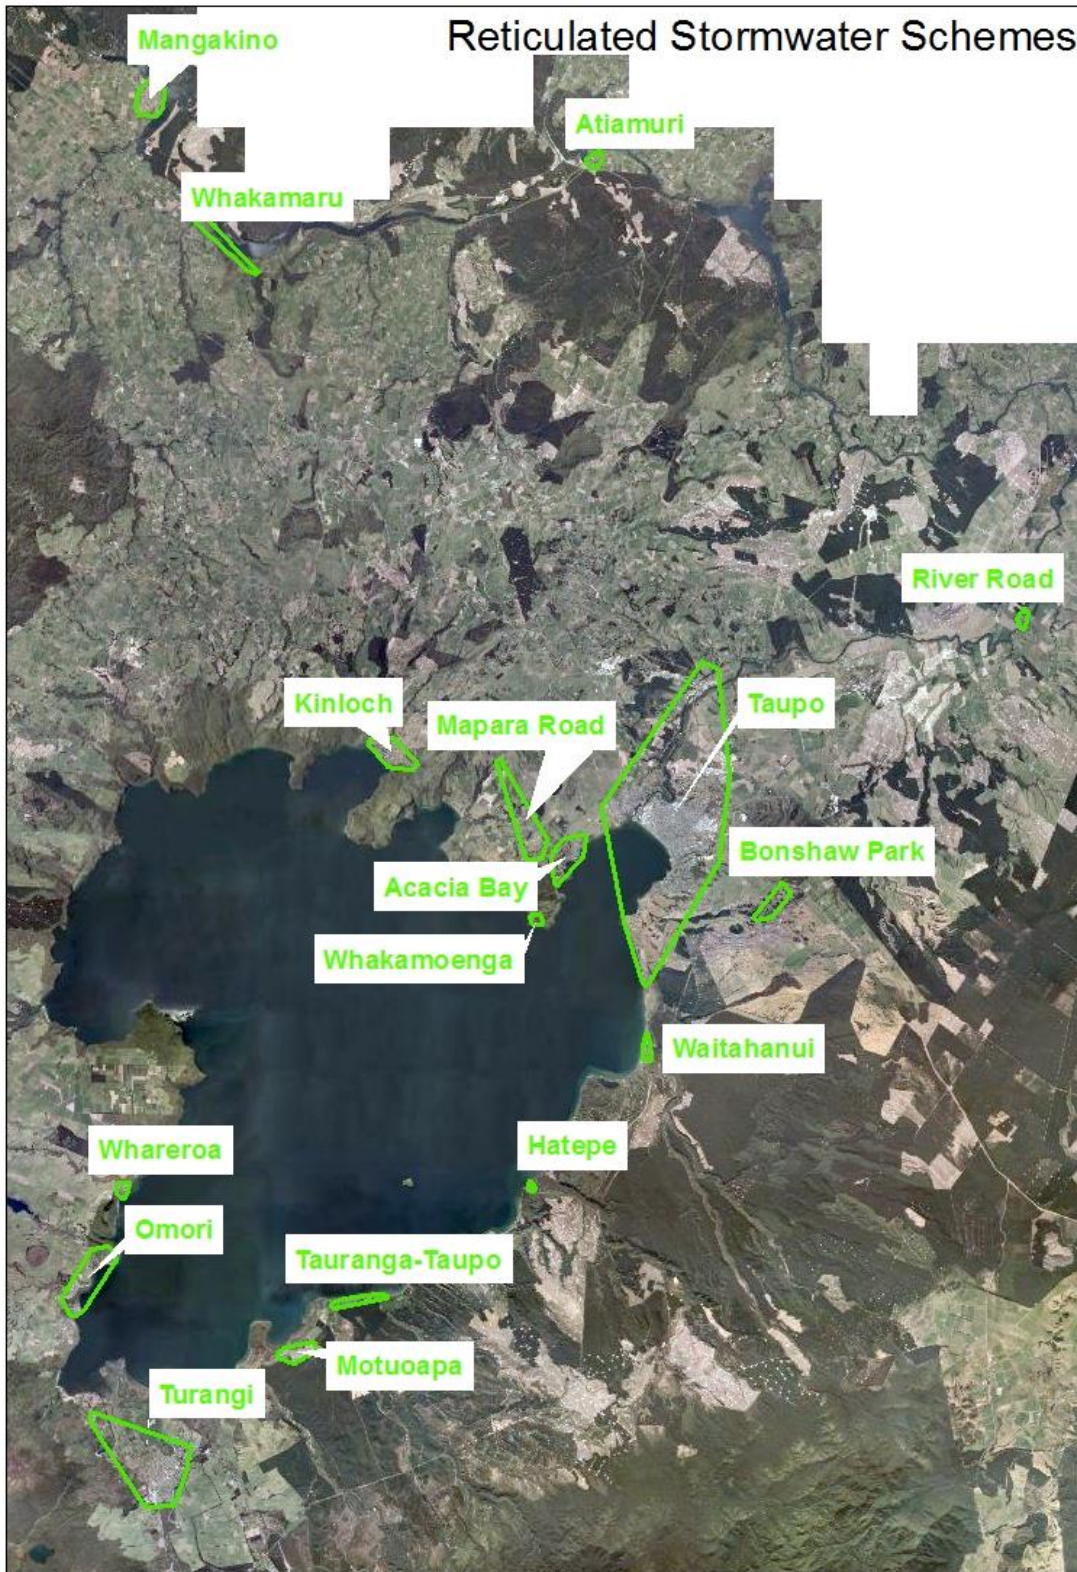 Reticulated Stormwater Schemes
Mangakino
Atiamuri
Whakamaru
River Road
Kinloch
Mapara Road
Taupo
Bonshaw Park
Acacia Bay
Whakamoenga
Waitahanui
Whareroa
Hatepe
Omori
Tauranga-Taupo
Motuoapa
Turangi